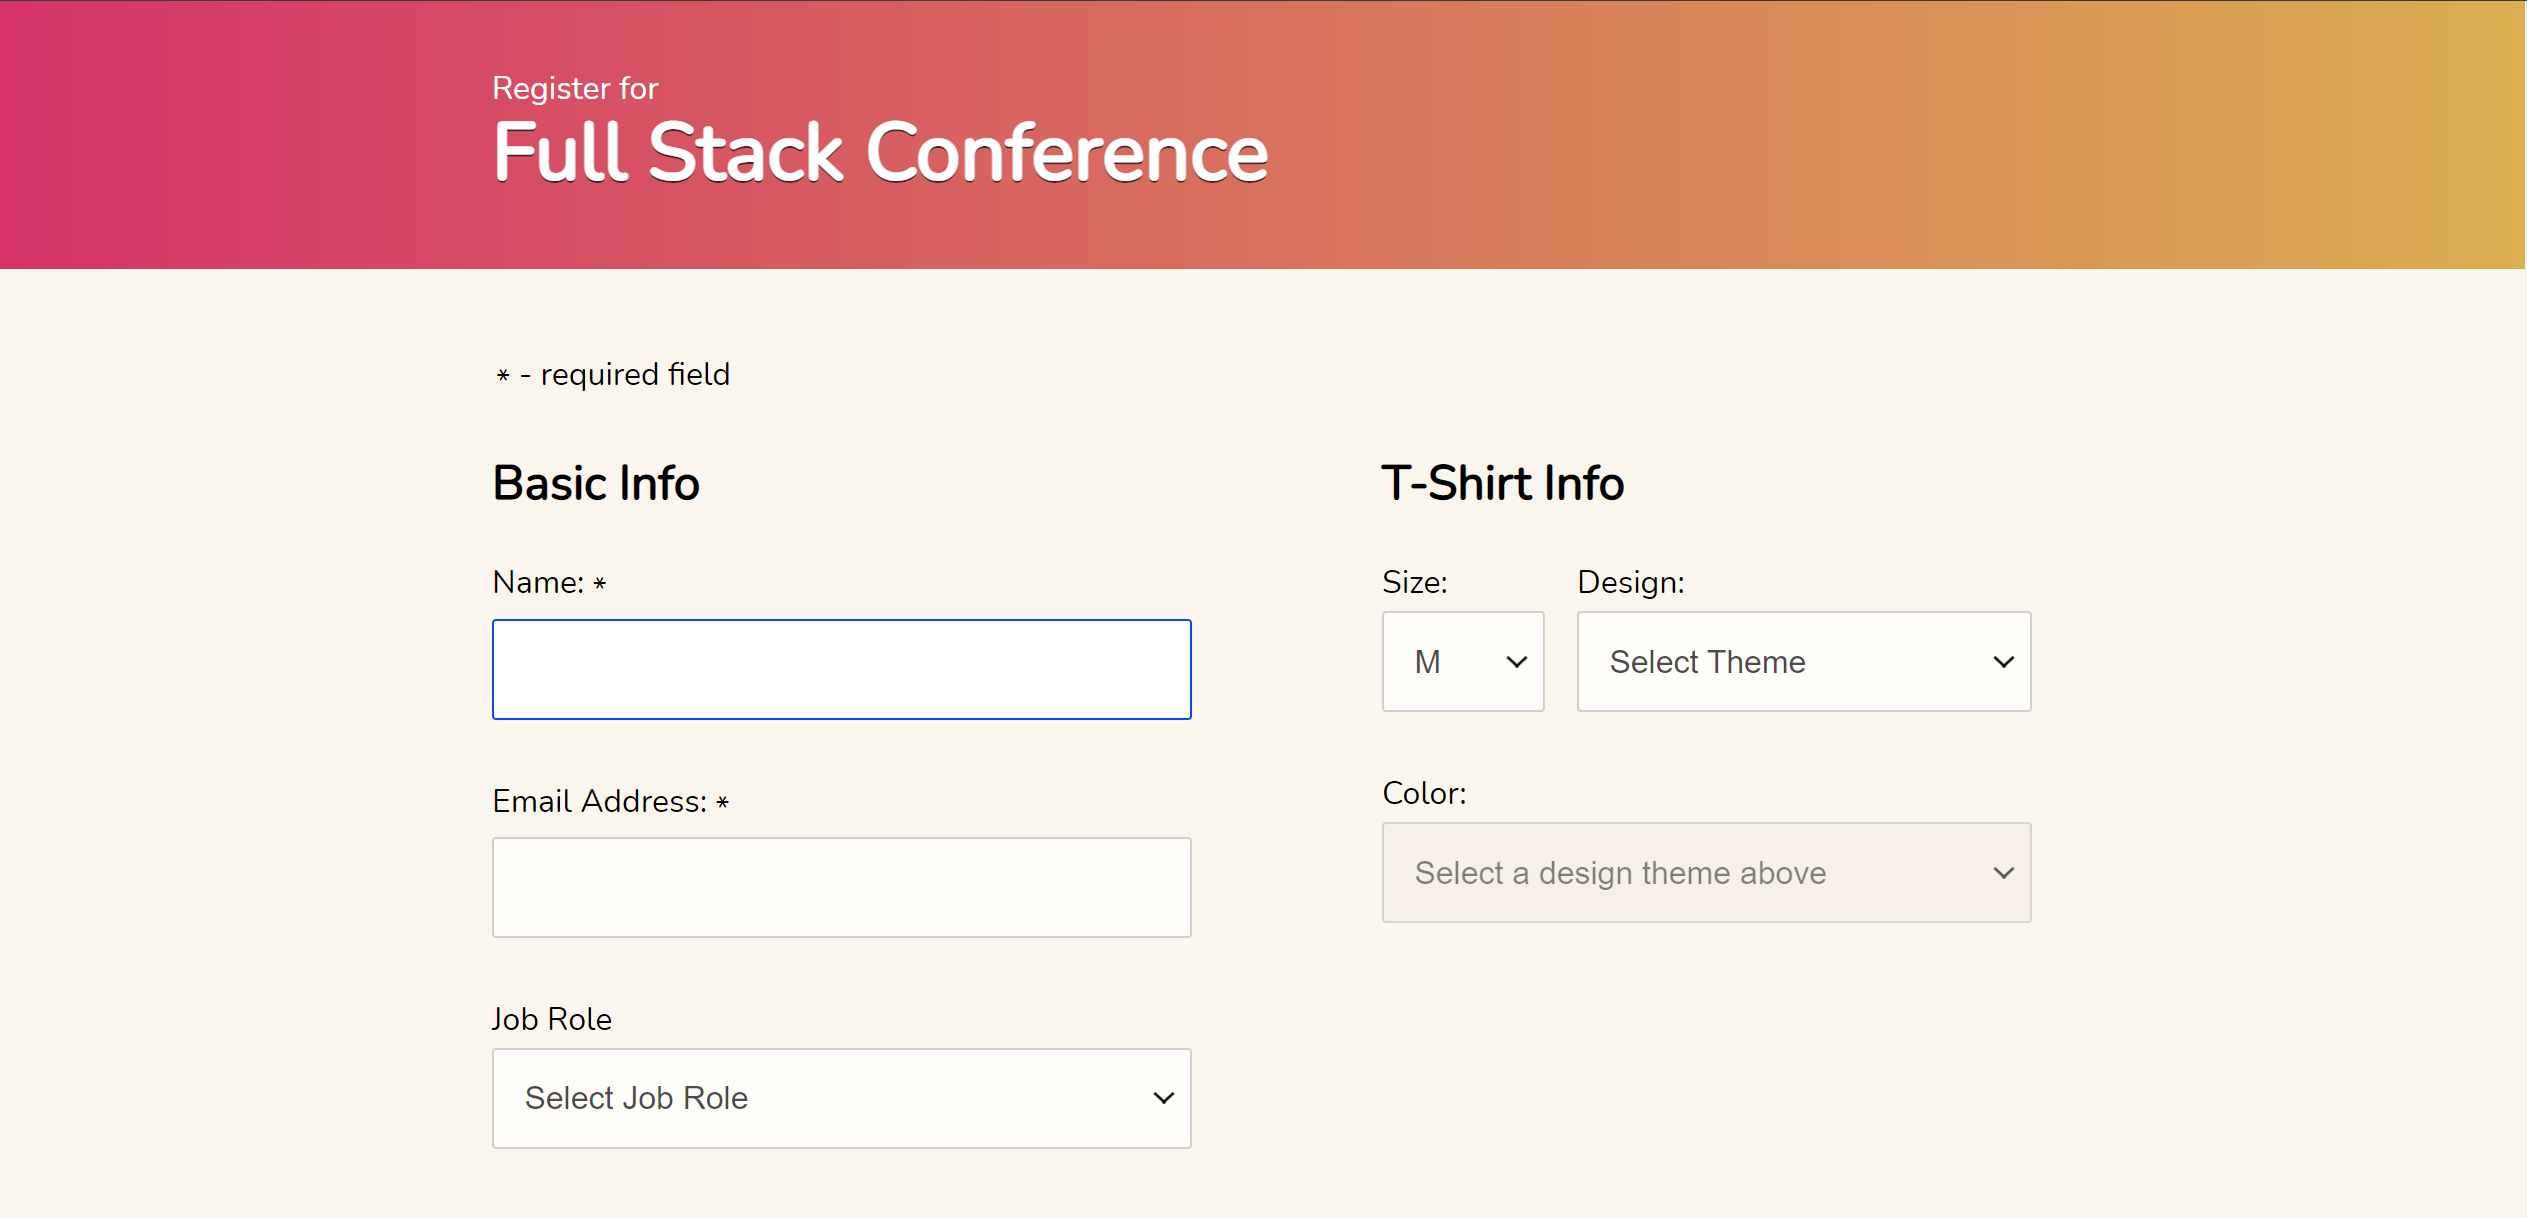 Register for
Full Stack Conference
* - required field
Basic Info
Name: *
Email Address: *
Job Role
Select Job Role
T-Shirt Info
Size:
Design:
M
Select Theme
Color:
Select a design theme above